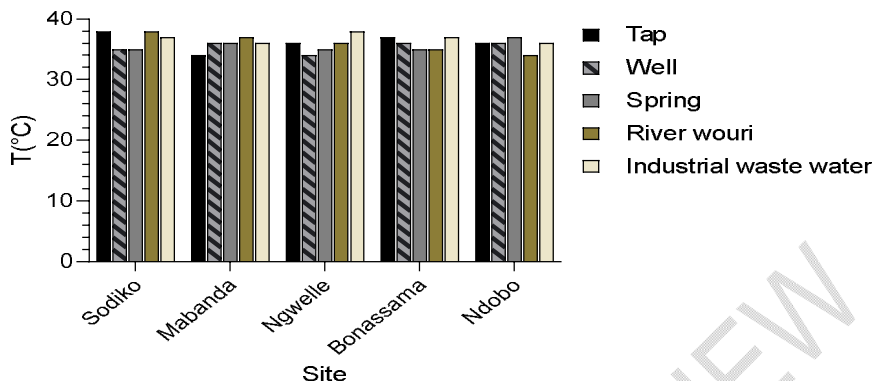 40
30
20
10
0
T(°C)
Sodiko
Mabanda
Ngwelle
Bonassama
Ndobo
Site
Tap
Well
Spring
River wouri
Industrial waste water